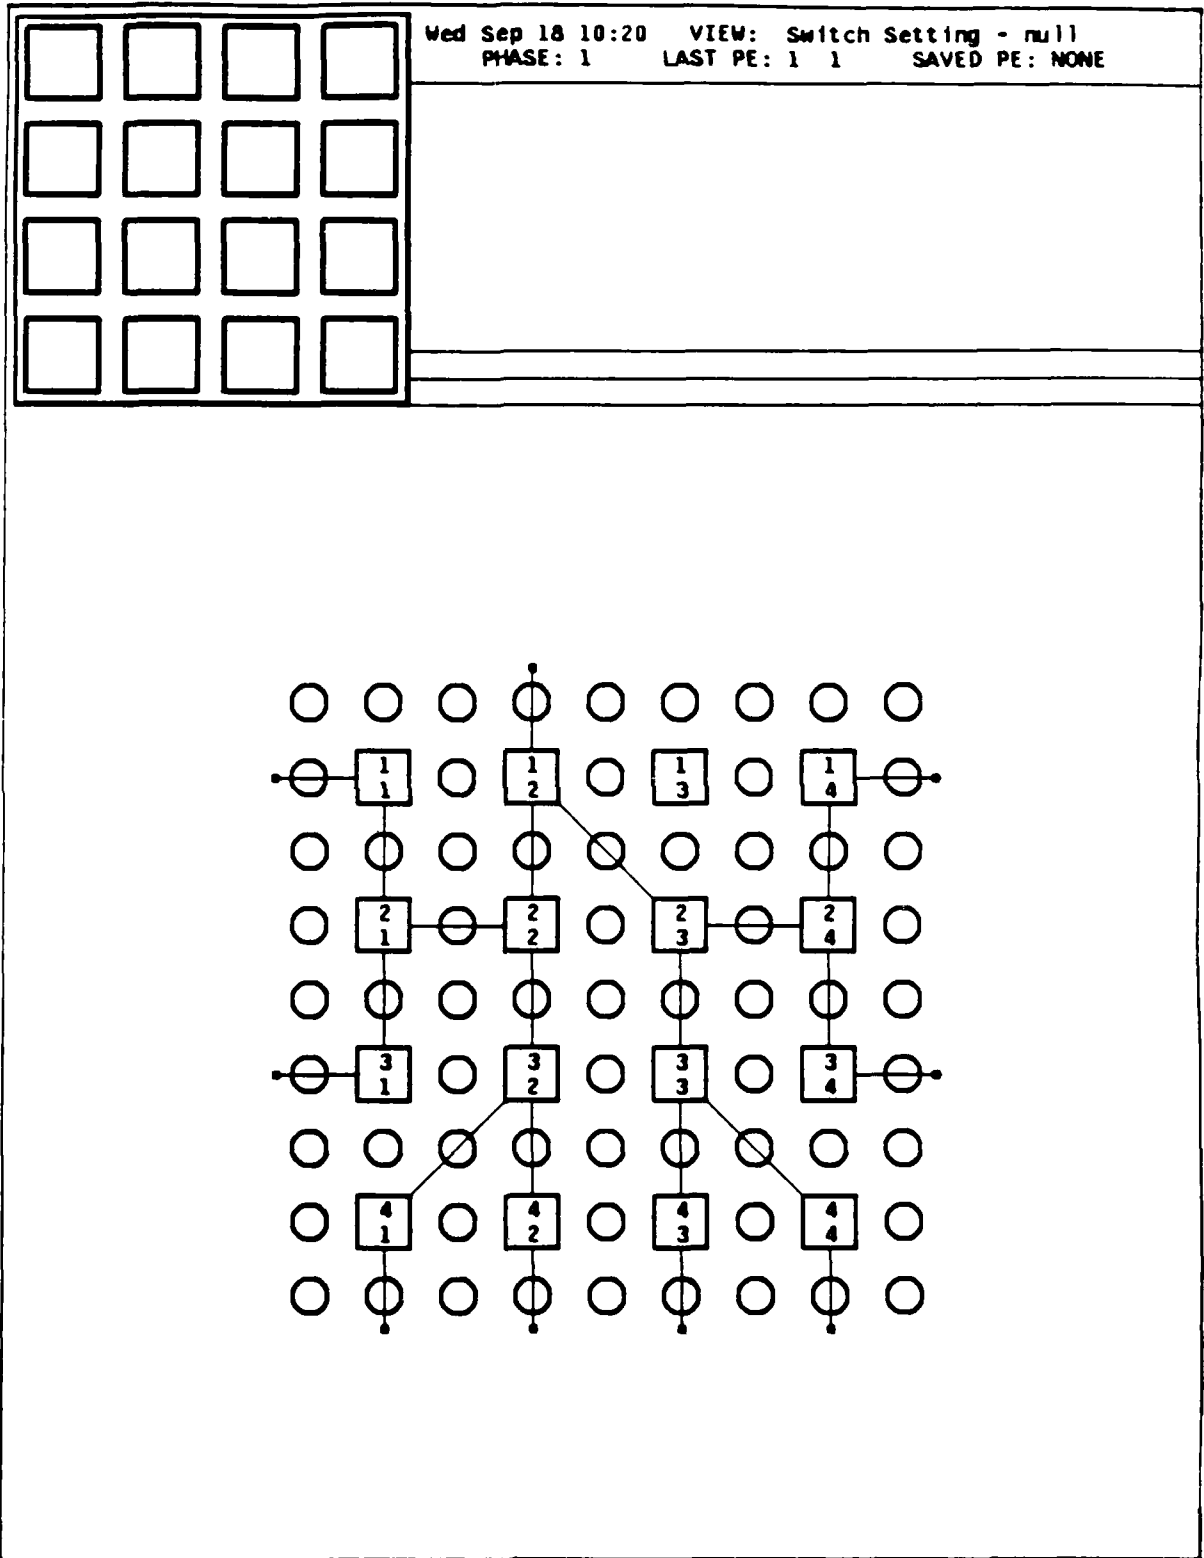 Wed Sep 18 10:20 VIEW: Switch Setting - null
PHASE: 1 LAST PE: 1 1 SAVED PE: NONE
1 1 1 1
1 2 3 4
2 2 2 2
1 2 3 4
3 3 3 3
1 2 3 4
4 4 4 4
1 2 3 4